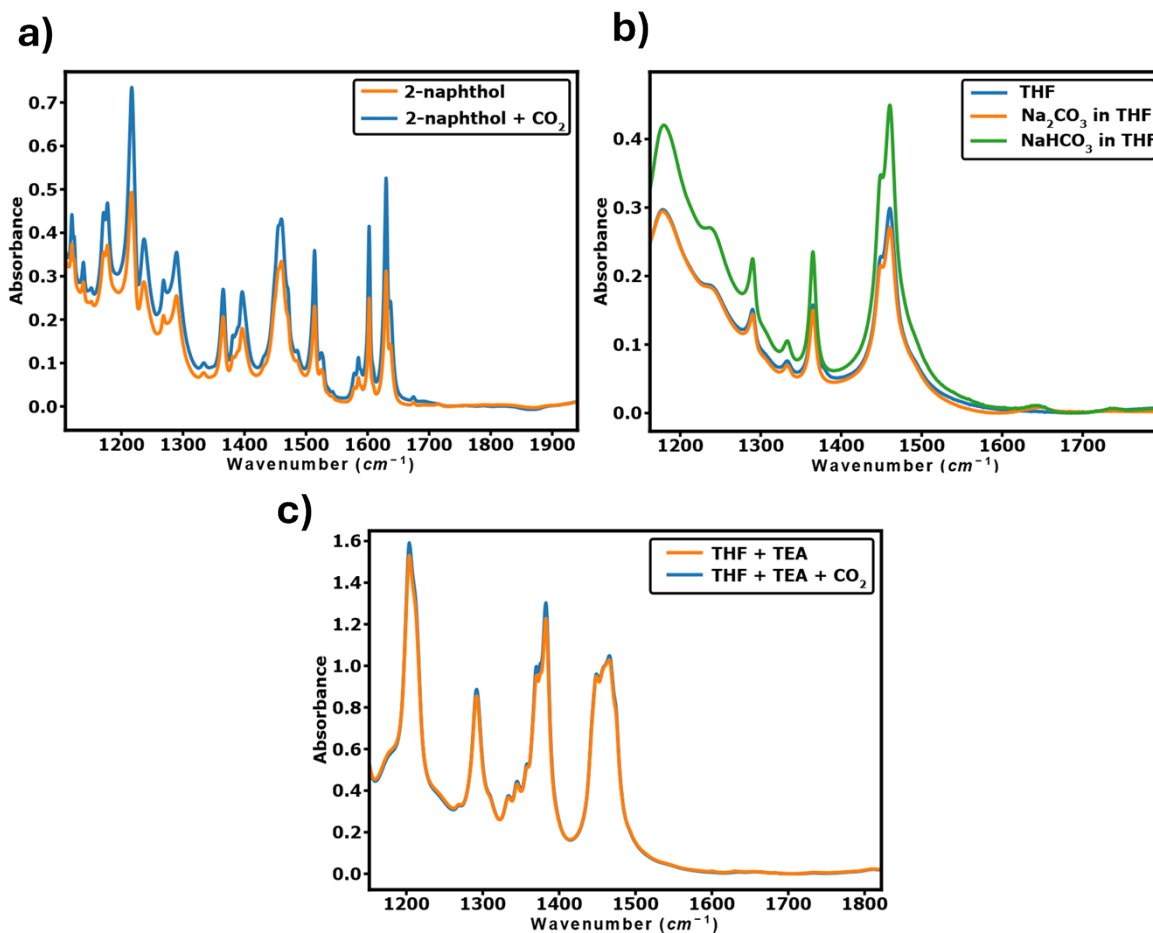 a)
2-naphthol
2-naphthol + CO₂
Absorbance
0.7
0.6
0.5
0.4
0.3
0.2
0.1
0.0
1200 1300 1400 1500 1600 1700 1800 1900
Wavenumber (cm⁻¹)
b)
THF
Na₂CO₃ in THF
NaHCO₃ in THF
Absorbance
0.4
0.3
0.2
0.1
0.0
1200 1300 1400 1500 1600 1700
Wavenumber (cm⁻¹)
c)
THF + TEA
THF + TEA + CO₂
Absorbance
1.6
1.4
1.2
1.0
0.8
0.6
0.4
0.2
0.0
1200 1300 1400 1500 1600 1700 1800
Wavenumber (cm⁻¹)